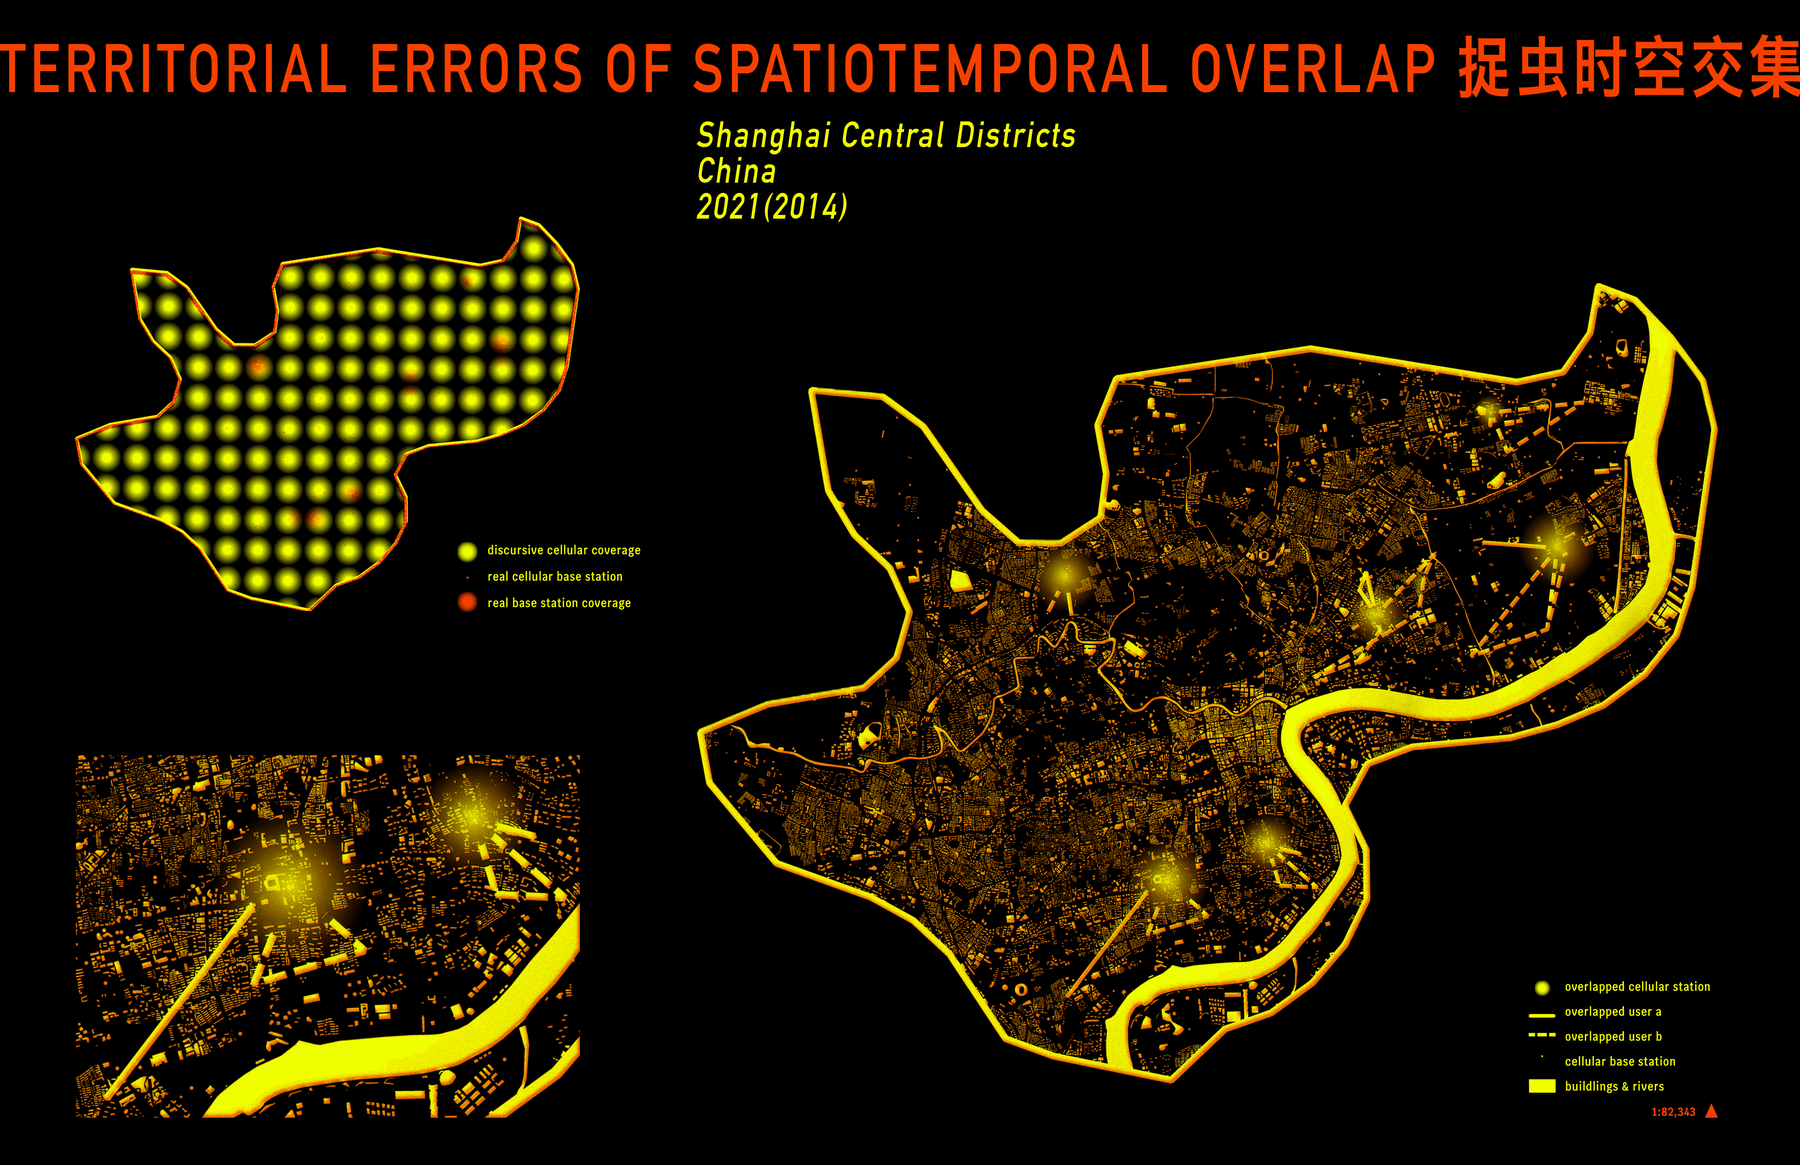 TERRITORIAL ERRORS OF SPATIOTEMPORAL OVERLAP 捉虫时空交集
Shanghai Central Districts
China
2021(2014)
discursive cellular coverage
real cellular base station
real base station coverage
overlapped cellular station
overlapped user a
overlapped user b
cellular base station
buildlings & rivers
1:82,343